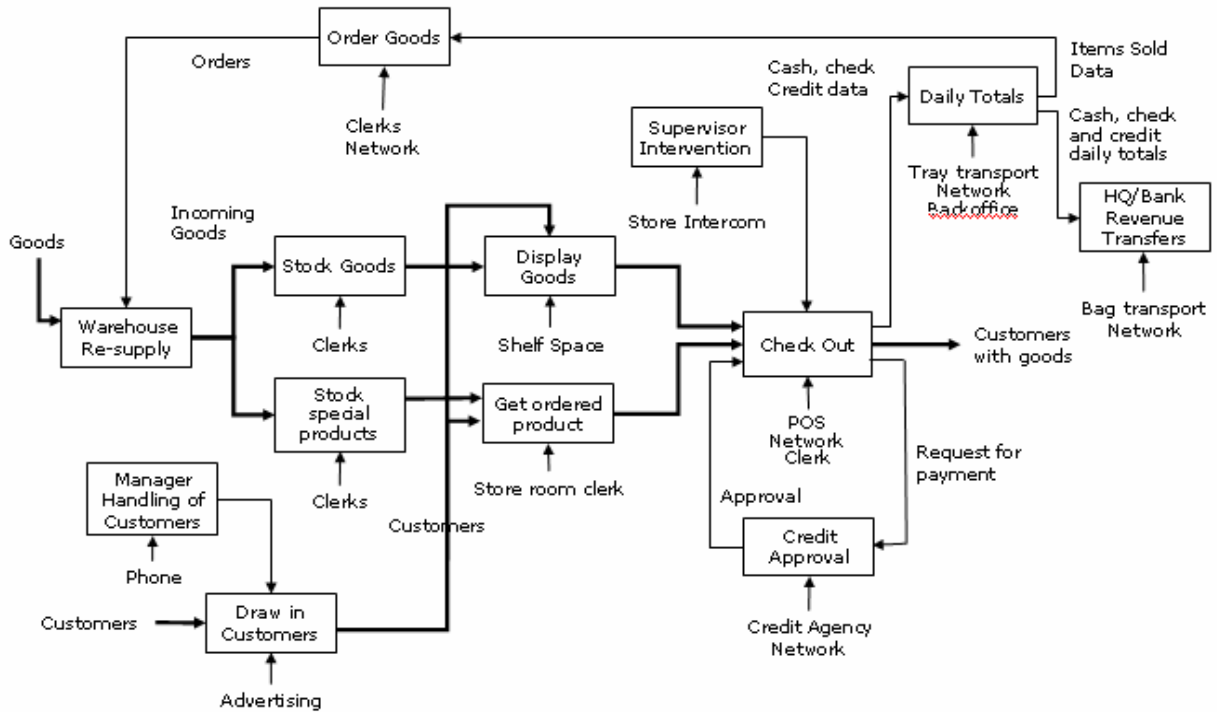 Order Goods
Orders
Items Sold
Data
Cash, check
Credit data
Daily Totals
Clerks
Network
Supervisor
Intervention
Cash, check
and credit
daily totals
Tray transport
Network
Backoffice
HQ/Bank
Revenue
Transfers
Incoming
Goods
Store Intercom
Goods
Stock Goods
Display
Goods
Bag transport
Network
Warehouse
Re-supply
Clerks
Shelf Space
Check Out
Customers
with goods
Stock
special
products
Get ordered
product
POS
Network
Clerk
Request for
payment
Manager
Handling of
Customers
Clerks
Store room clerk
Approval
Customers
Credit
Approval
Phone
Customers
Draw in
Customers
Credit Agency
Network
Advertising